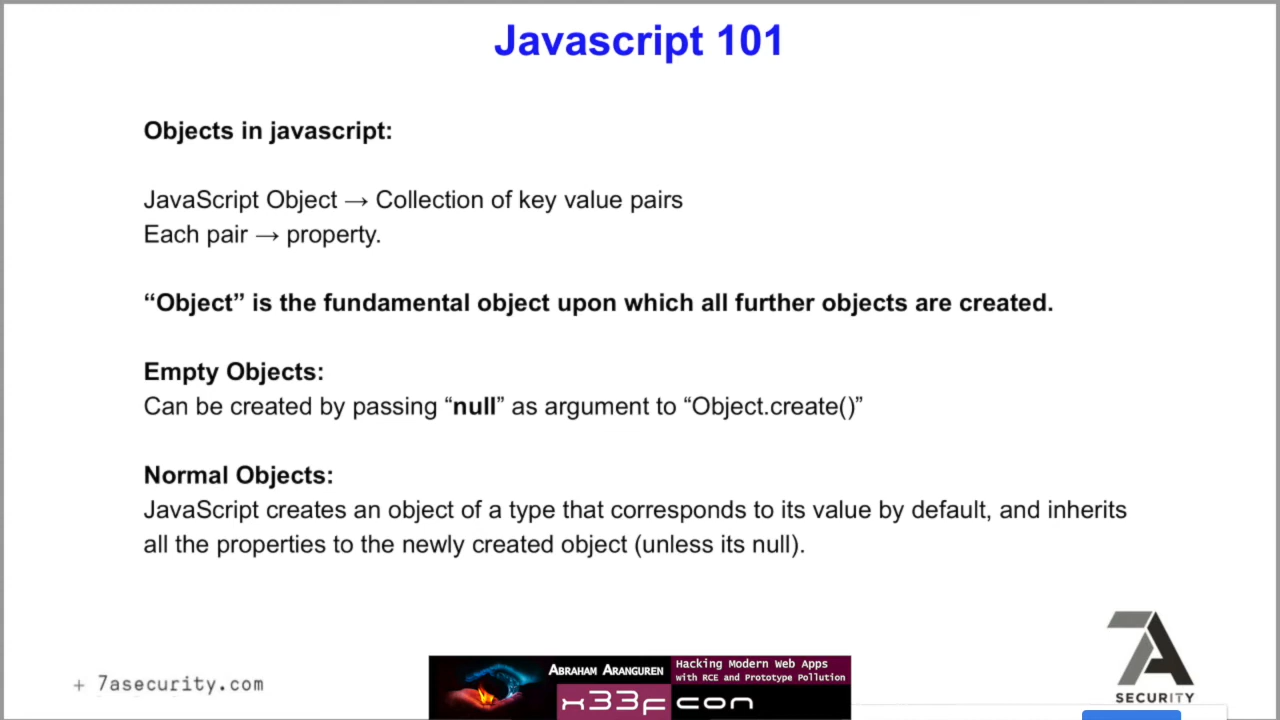 Javascript 101
Objects in javascript:
JavaScript Object → Collection of key value pairs
Each pair → property.
“Object” is the fundamental object upon which all further objects are created.
Empty Objects:
Can be created by passing “null” as argument to “Object.create()”
Normal Objects:
JavaScript creates an object of a type that corresponds to its value by default, and inherits
all the properties to the newly created object (unless its null).
+ 7asecurity.com
ABRAHAM ARANGUREN
Hacking Modern Web Apps
with RCE and Prototype Pollution
x33fcon
7A
SECURITY